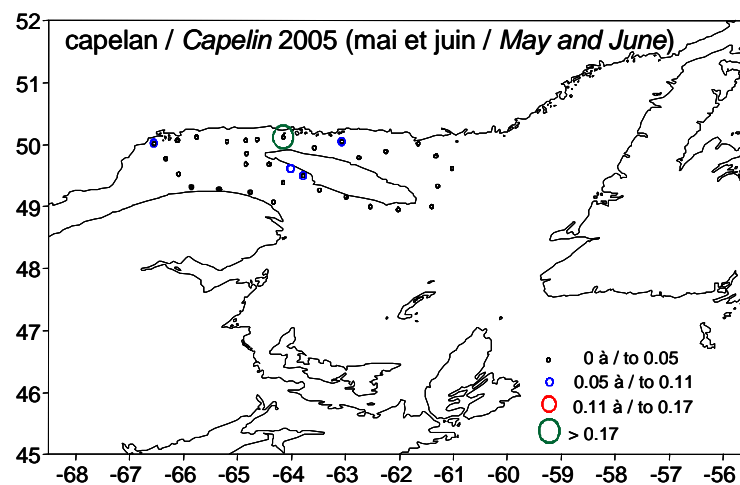 capelan / Capelin 2005 (mai et juin / May and June)
52
51
50
49
48
47
46
45
0 à / to 0.05
0.05 à / to 0.11
0.11 à / to 0.17
> 0.17
-68 -67 -66 -65 -64 -63 -62 -61 -60 -59 -58 -57 -56